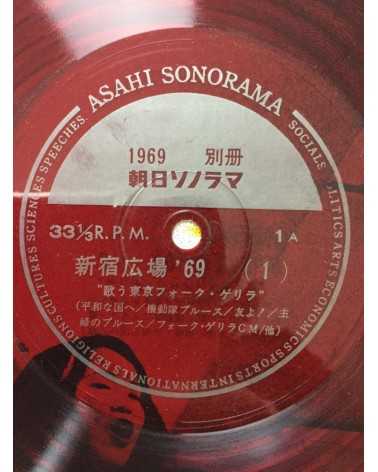 ASAHI SONORAMA
SOCIALS POLITICS ARTS ECONOMICS SPORTS INTERNATIONALS RELIGIONS CULTURES SCIENCES SPEECHES
1969 別冊
朝日ソノラマ
33 1/3 R.P.M. 1A
新宿広場 '69 (1)
"歌う東京フォーク・ゲリラ"
(平和な国へ/機動隊ブルース/友よ!/主
婦のブルース/フォーク・ゲリラCM/他)